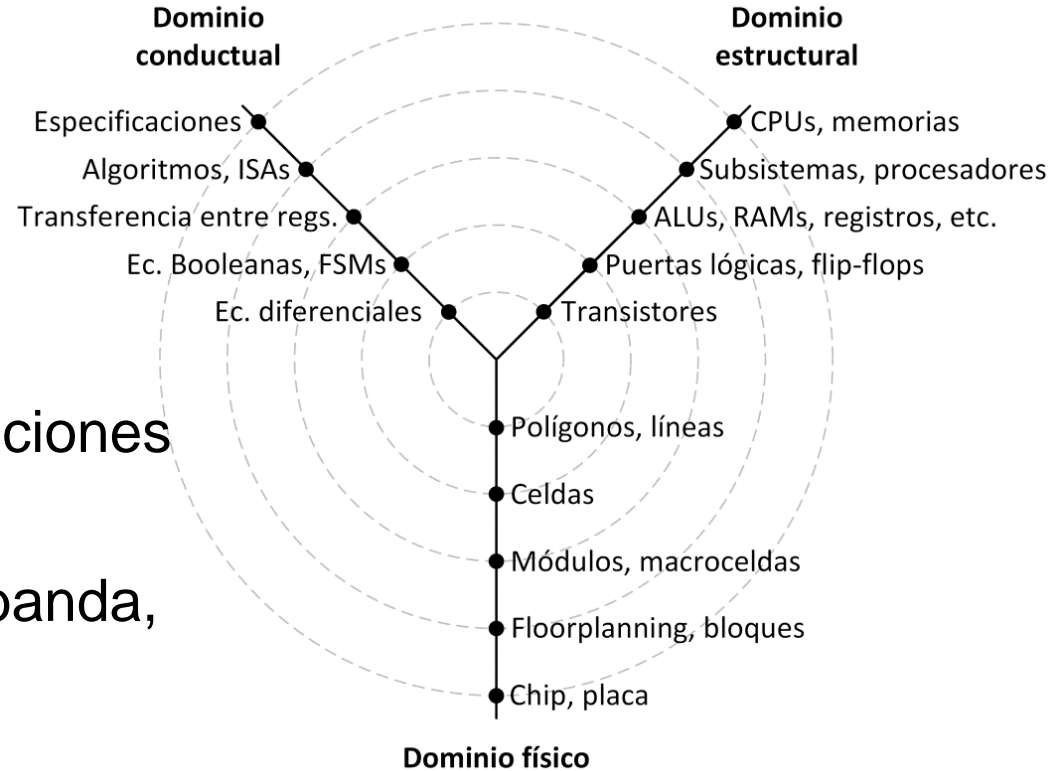 Dominio
conductual
Dominio
estructural
Especificaciones
CPUs, memorias
Algoritmos, ISAs
Subsistemas, procesadores
Transferencia entre regs.
ALUs, RAMs, registros, etc.
Ec. Booleanas, FSMs
Puertas lógicas, flip-flops
Ec. diferenciales
Transistores
ciones
Polígonos, líneas
Celdas
Módulos, macroceldas
banda,
Floorplanning, bloques
Chip, placa
Dominio físico